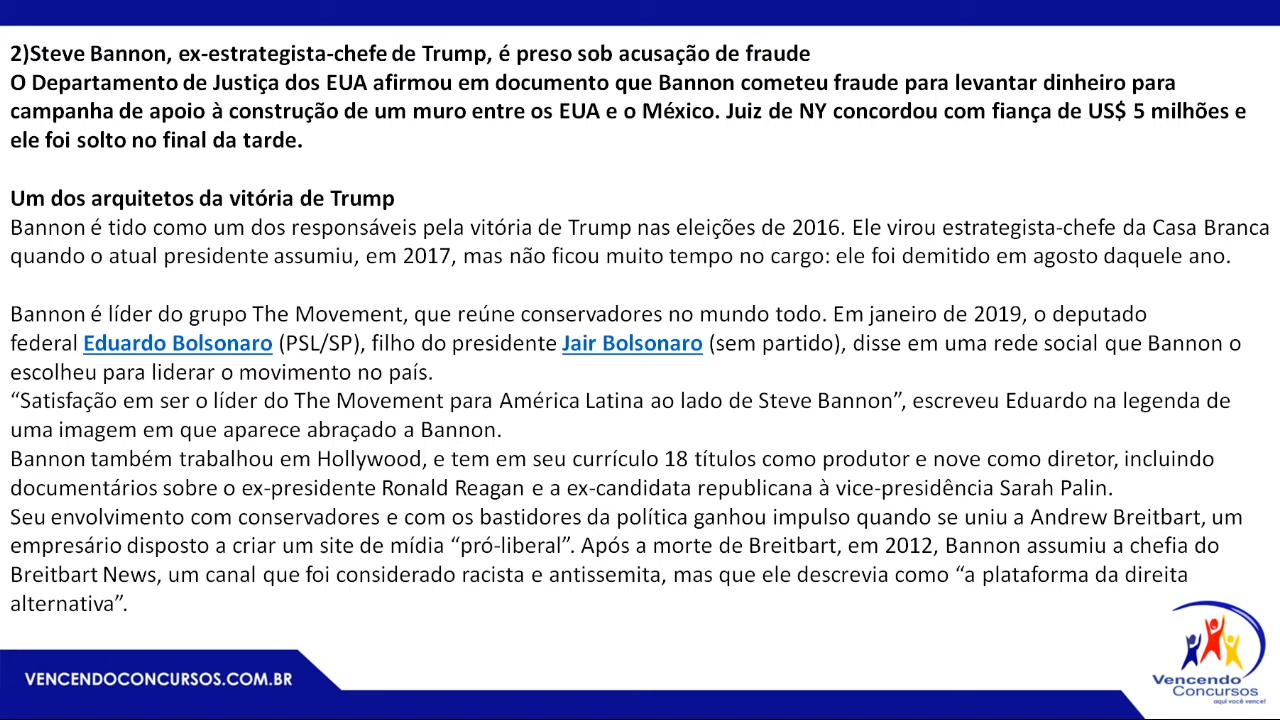 2)Steve Bannon, ex-estrategista-chefe de Trump, é preso sob acusação de fraude
O Departamento de Justiça dos EUA afirmou em documento que Bannon cometeu fraude para levantar dinheiro para
campanha de apoio à construção de um muro entre os EUA e o México. Juiz de NY concordou com fiança de US$ 5 milhões e
ele foi solto no final da tarde.
Um dos arquitetos da vitória de Trump
Bannon é tido como um dos responsáveis pela vitória de Trump nas eleições de 2016. Ele virou estrategista-chefe da Casa Branca
quando o atual presidente assumiu, em 2017, mas não ficou muito tempo no cargo: ele foi demitido em agosto daquele ano.
Bannon é líder do grupo The Movement, que reúne conservadores no mundo todo. Em janeiro de 2019, o deputado
federal Eduardo Bolsonaro (PSL/SP), filho do presidente Jair Bolsonaro (sem partido), disse em uma rede social que Bannon o
escolheu para liderar o movimento no país.
“Satisfação em ser o líder do The Movement para América Latina ao lado de Steve Bannon”, escreveu Eduardo na legenda de
uma imagem em que aparece abraçado a Bannon.
Bannon também trabalhou em Hollywood, e tem em seu currículo 18 títulos como produtor e nove como diretor, incluindo
documentários sobre o ex-presidente Ronald Reagan e a ex-candidata republicana à vice-presidência Sarah Palin.
Seu envolvimento com conservadores e com os bastidores da política ganhou impulso quando se uniu a Andrew Breitbart, um
empresário disposto a criar um site de mídia “pró-liberal”. Após a morte de Breitbart, em 2012, Bannon assumiu a chefia do
Breitbart News, um canal que foi considerado racista e antissemita, mas que ele descrevia como “a plataforma da direita
alternativa”.
VENCENDOCONCURSOS.COM.BR
Vencendo
Concursos
aqui você vence!